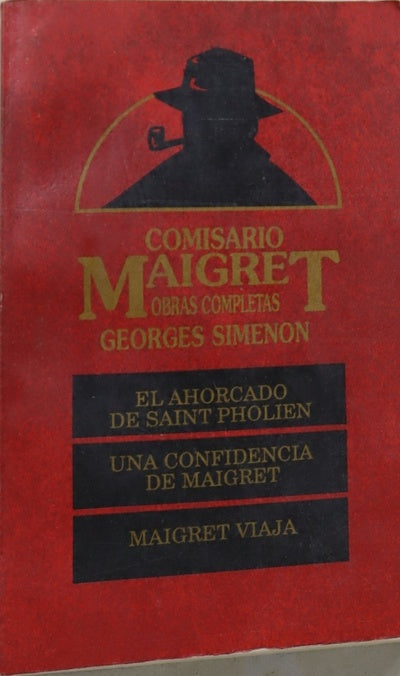 COMISARIO
MAIGRET
OBRAS COMPLETAS
GEORGES SIMENON
EL AHORCADO
DE SAINT PHOLIEN
UNA CONFIDENCIA
DE MAIGRET
MAIGRET VIAJA